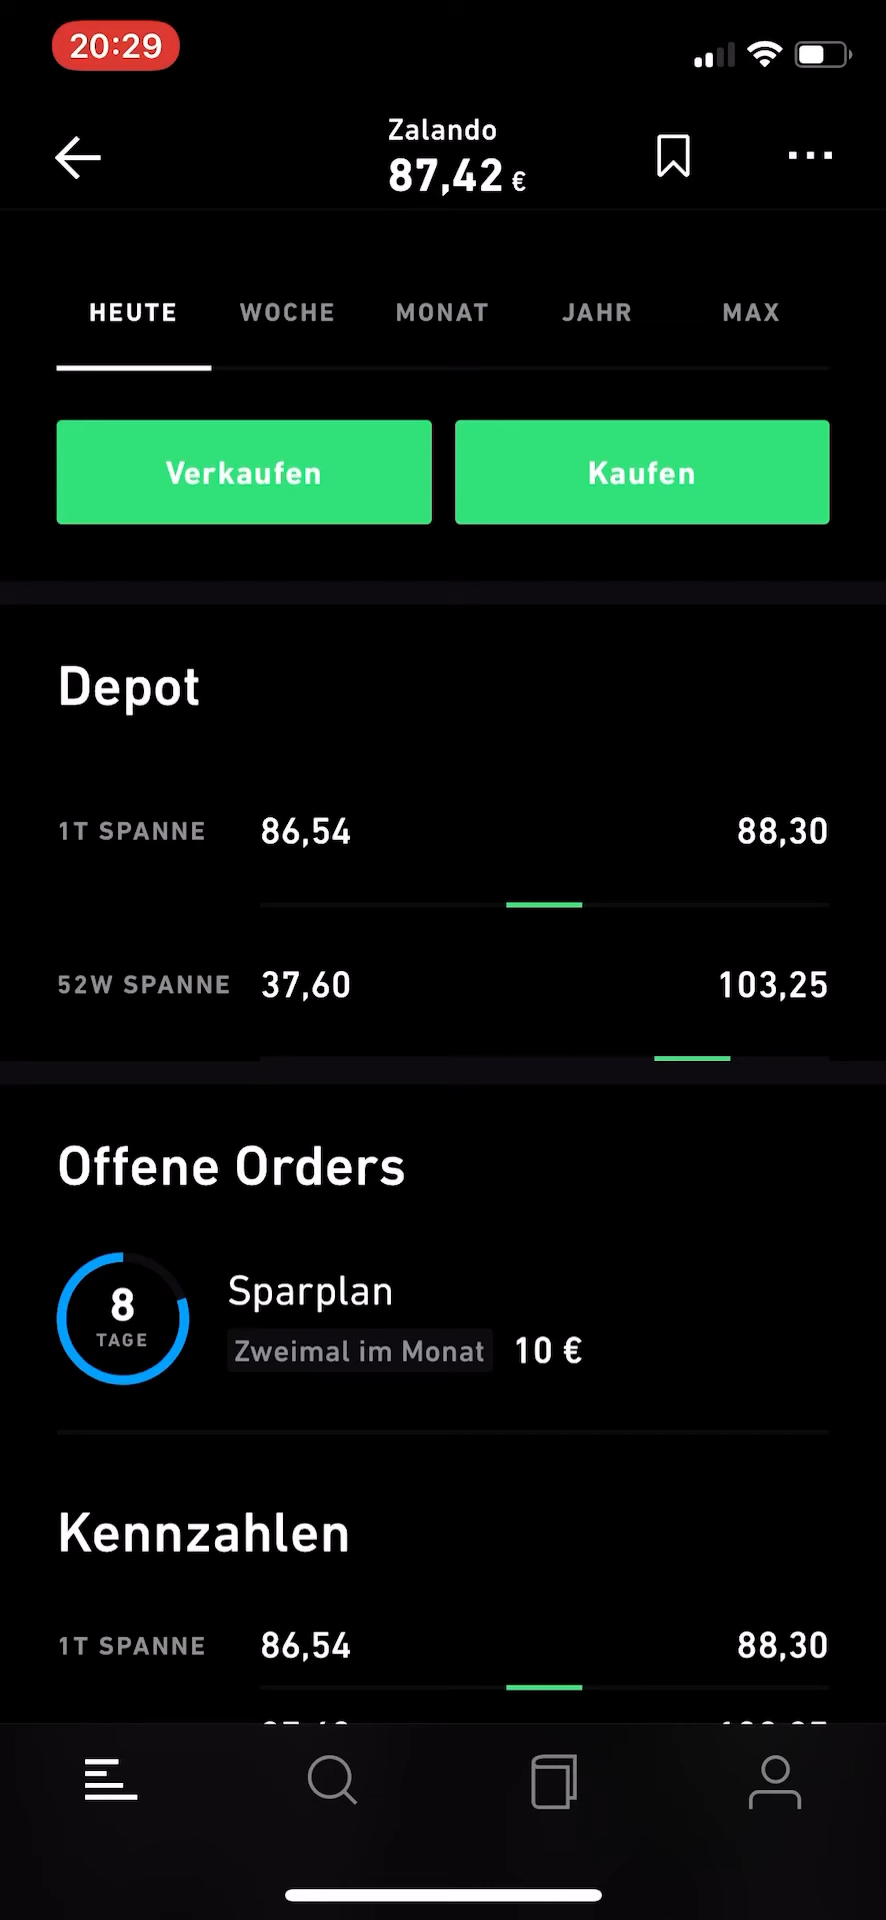 20:29
Zalando
87,42 €
HEUTE WOCHE MONAT JAHR MAX
Verkaufen Kaufen
Depot
1T SPANNE 86,54 88,30
52W SPANNE 37,60 103,25
Offene Orders
8
TAGE
Sparplan
Zweimal im Monat 10 €
Kennzahlen
1T SPANNE 86,54 88,30